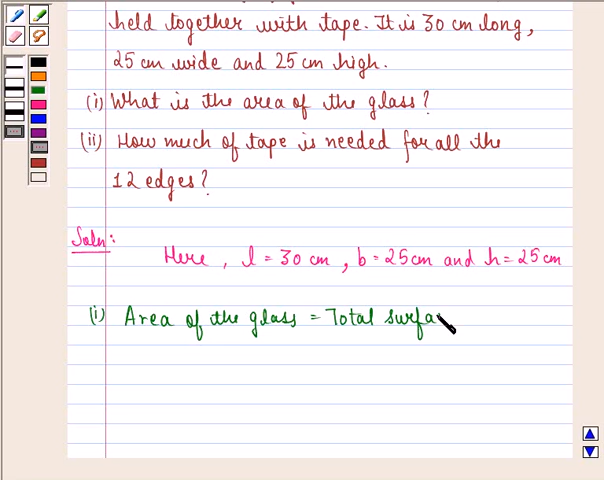 held together with tape. It is 30 cm long,
25 cm wide and 25 cm high.
(i) What is the area of the glass?
(ii) How much of tape is needed for all the
12 edges?
Soln:
Here, l = 30 cm, b = 25cm and h = 25 cm
(i) Area of the glass = Total surfa